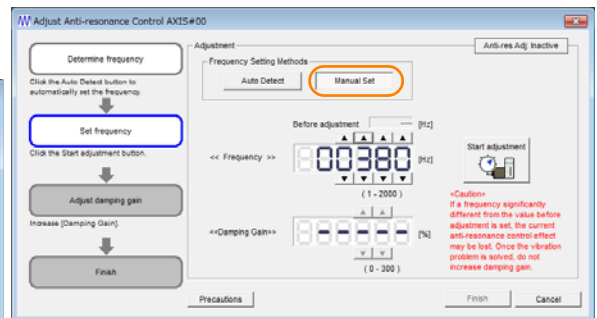 Adjust Anti-resonance Control AXIS#00
Determine frequency
Click the Auto Detect button to
automatically set the frequency.
Set frequency
Click the Start adjustment button.
Adjust damping gain
Increase [Damping Gain].
Finish
Adjustment
Anti-res Adj: Inactive
Frequency Setting Methods
Auto Detect
Manual Set
Before adjustment --- [Hz]
<< Frequency >> 00380 [Hz]
(1 - 2000)
<<Damping Gain>> ------ [%]
(0 - 300)
Start adjustment
<Caution>
If a frequency significantly
different from the value before
adjustment is set, the current
anti-resonance control effect
may be lost. Once the vibration
problem is solved, do not
increase damping gain.
Precautions
Finish
Cancel